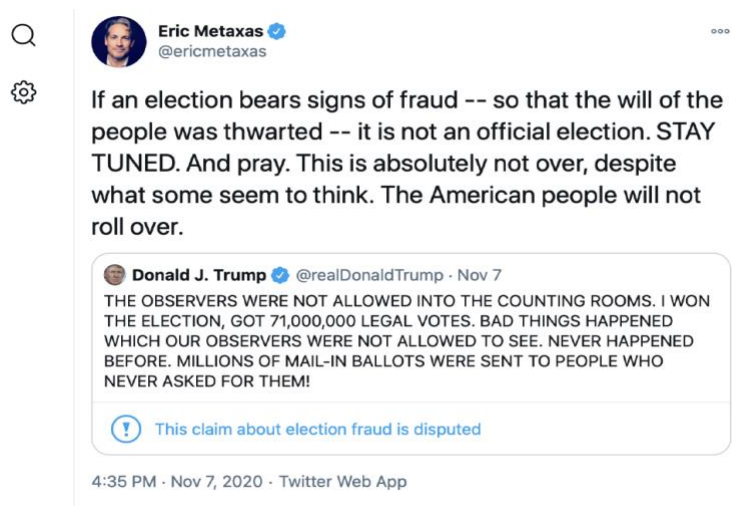 Eric Metaxas
@ericmetaxas
If an election bears signs of fraud -- so that the will of the
people was thwarted -- it is not an official election. STAY
TUNED. And pray. This is absolutely not over, despite
what some seem to think. The American people will not
roll over.
Donald J. Trump @realDonaldTrump · Nov 7
THE OBSERVERS WERE NOT ALLOWED INTO THE COUNTING ROOMS. I WON
THE ELECTION, GOT 71,000,000 LEGAL VOTES. BAD THINGS HAPPENED
WHICH OUR OBSERVERS WERE NOT ALLOWED TO SEE. NEVER HAPPENED
BEFORE. MILLIONS OF MAIL-IN BALLOTS WERE SENT TO PEOPLE WHO
NEVER ASKED FOR THEM!
This claim about election fraud is disputed
4:35 PM · Nov 7, 2020 · Twitter Web App